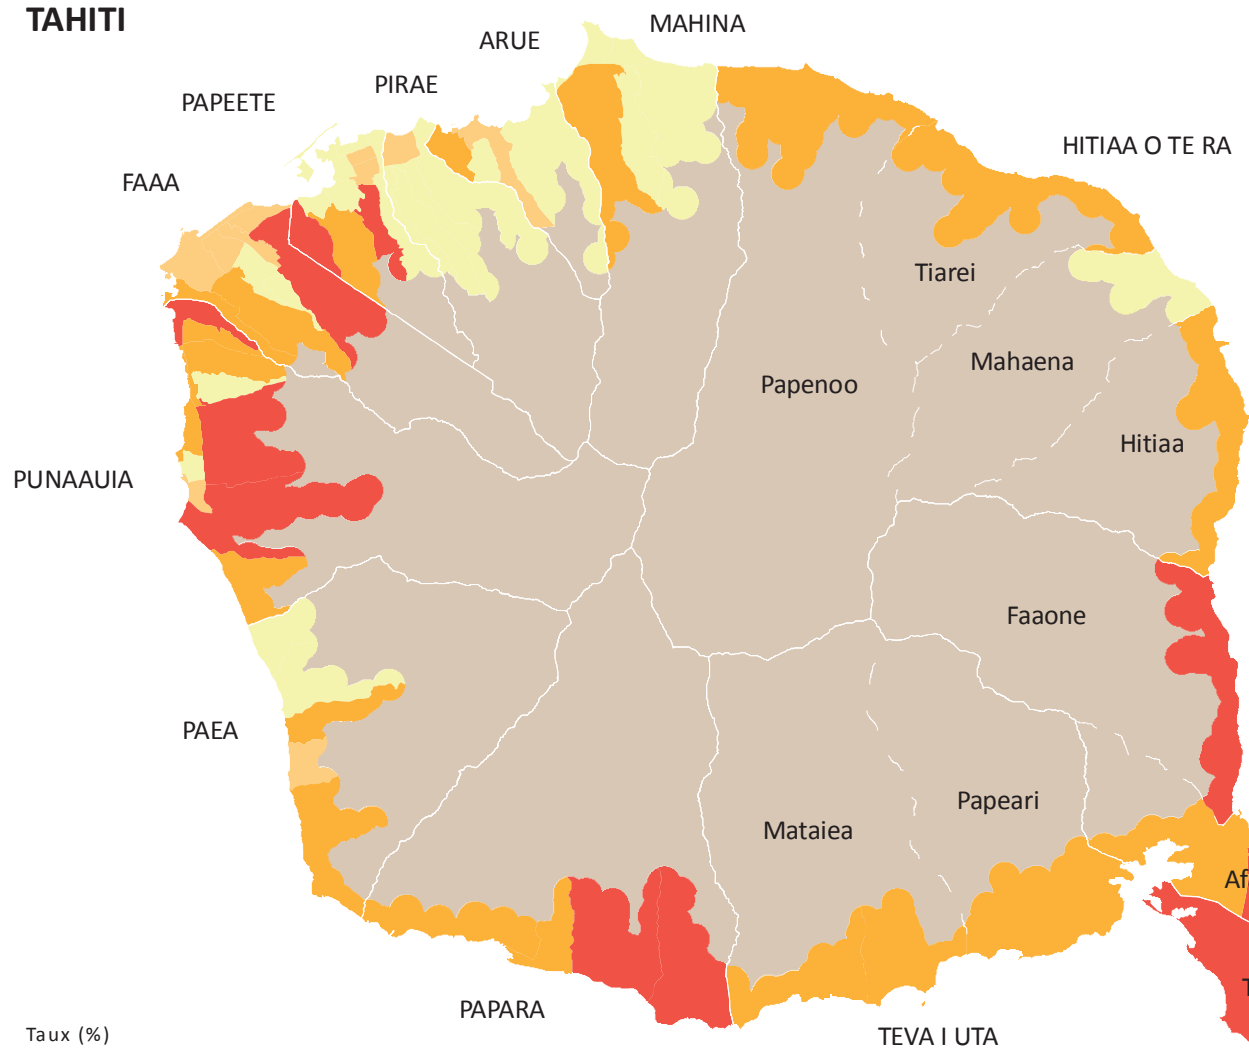 TAHITI
MAHINA
ARUE
PIRAE
PAPEETE
HITIAA O TE RA
FAAA
Tiarei
Mahaena
Papenoo
Hitiaa
PUNAAUIA
Faaone
PAEA
Papeari
Mataiea
Af
T
PAPARA
Taux (%)
TEVA I UTA